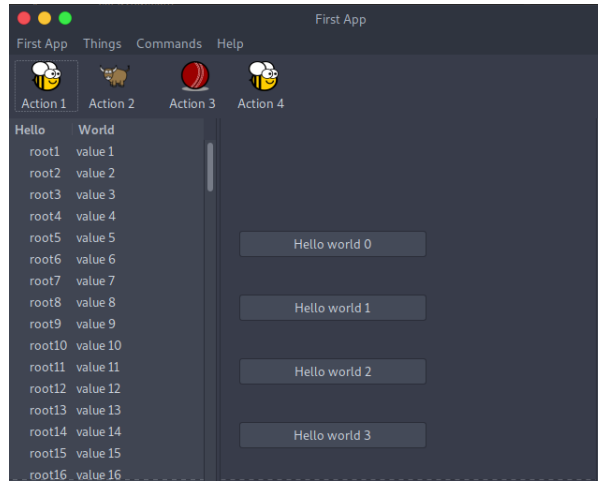 First App
First App Things Commands Help
Action 1 Action 2 Action 3 Action 4
Hello World
root1 value 1
root2 value 2
root3 value 3
root4 value 4
root5 value 5
root6 value 6
root7 value 7
root8 value 8
root9 value 9
root10 value 10
root11 value 11
root12 value 12
root13 value 13
root14 value 14
root15 value 15
root16 value 16
Hello world 0
Hello world 1
Hello world 2
Hello world 3